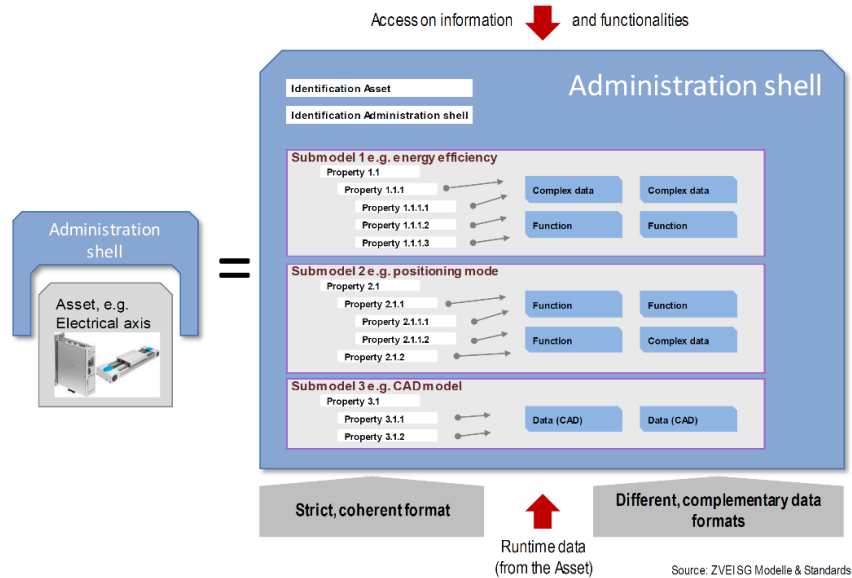 Access on information and functionalities
Administration shell
Identification Asset
Identification Administration shell
Submodel 1 e.g. energy efficiency
Property 1.1
Property 1.1.1
Property 1.1.1.1
Property 1.1.1.2
Property 1.1.1.3
Complex data
Complex data
Function
Function
Administration
shell
Asset, e.g.
Electrical axis
=
Submodel 2 e.g. positioning mode
Property 2.1
Property 2.1.1
Property 2.1.1.1
Property 2.1.1.2
Property 2.1.2
Function
Function
Function
Complex data
Submodel 3 e.g. CAD model
Property 3.1
Property 3.1.1
Property 3.1.2
Data (CAD)
Data (CAD)
Strict, coherent format
Different, complementary data
formats
Runtime data
(from the Asset)
Source: ZVEI SG Modelle & Standards